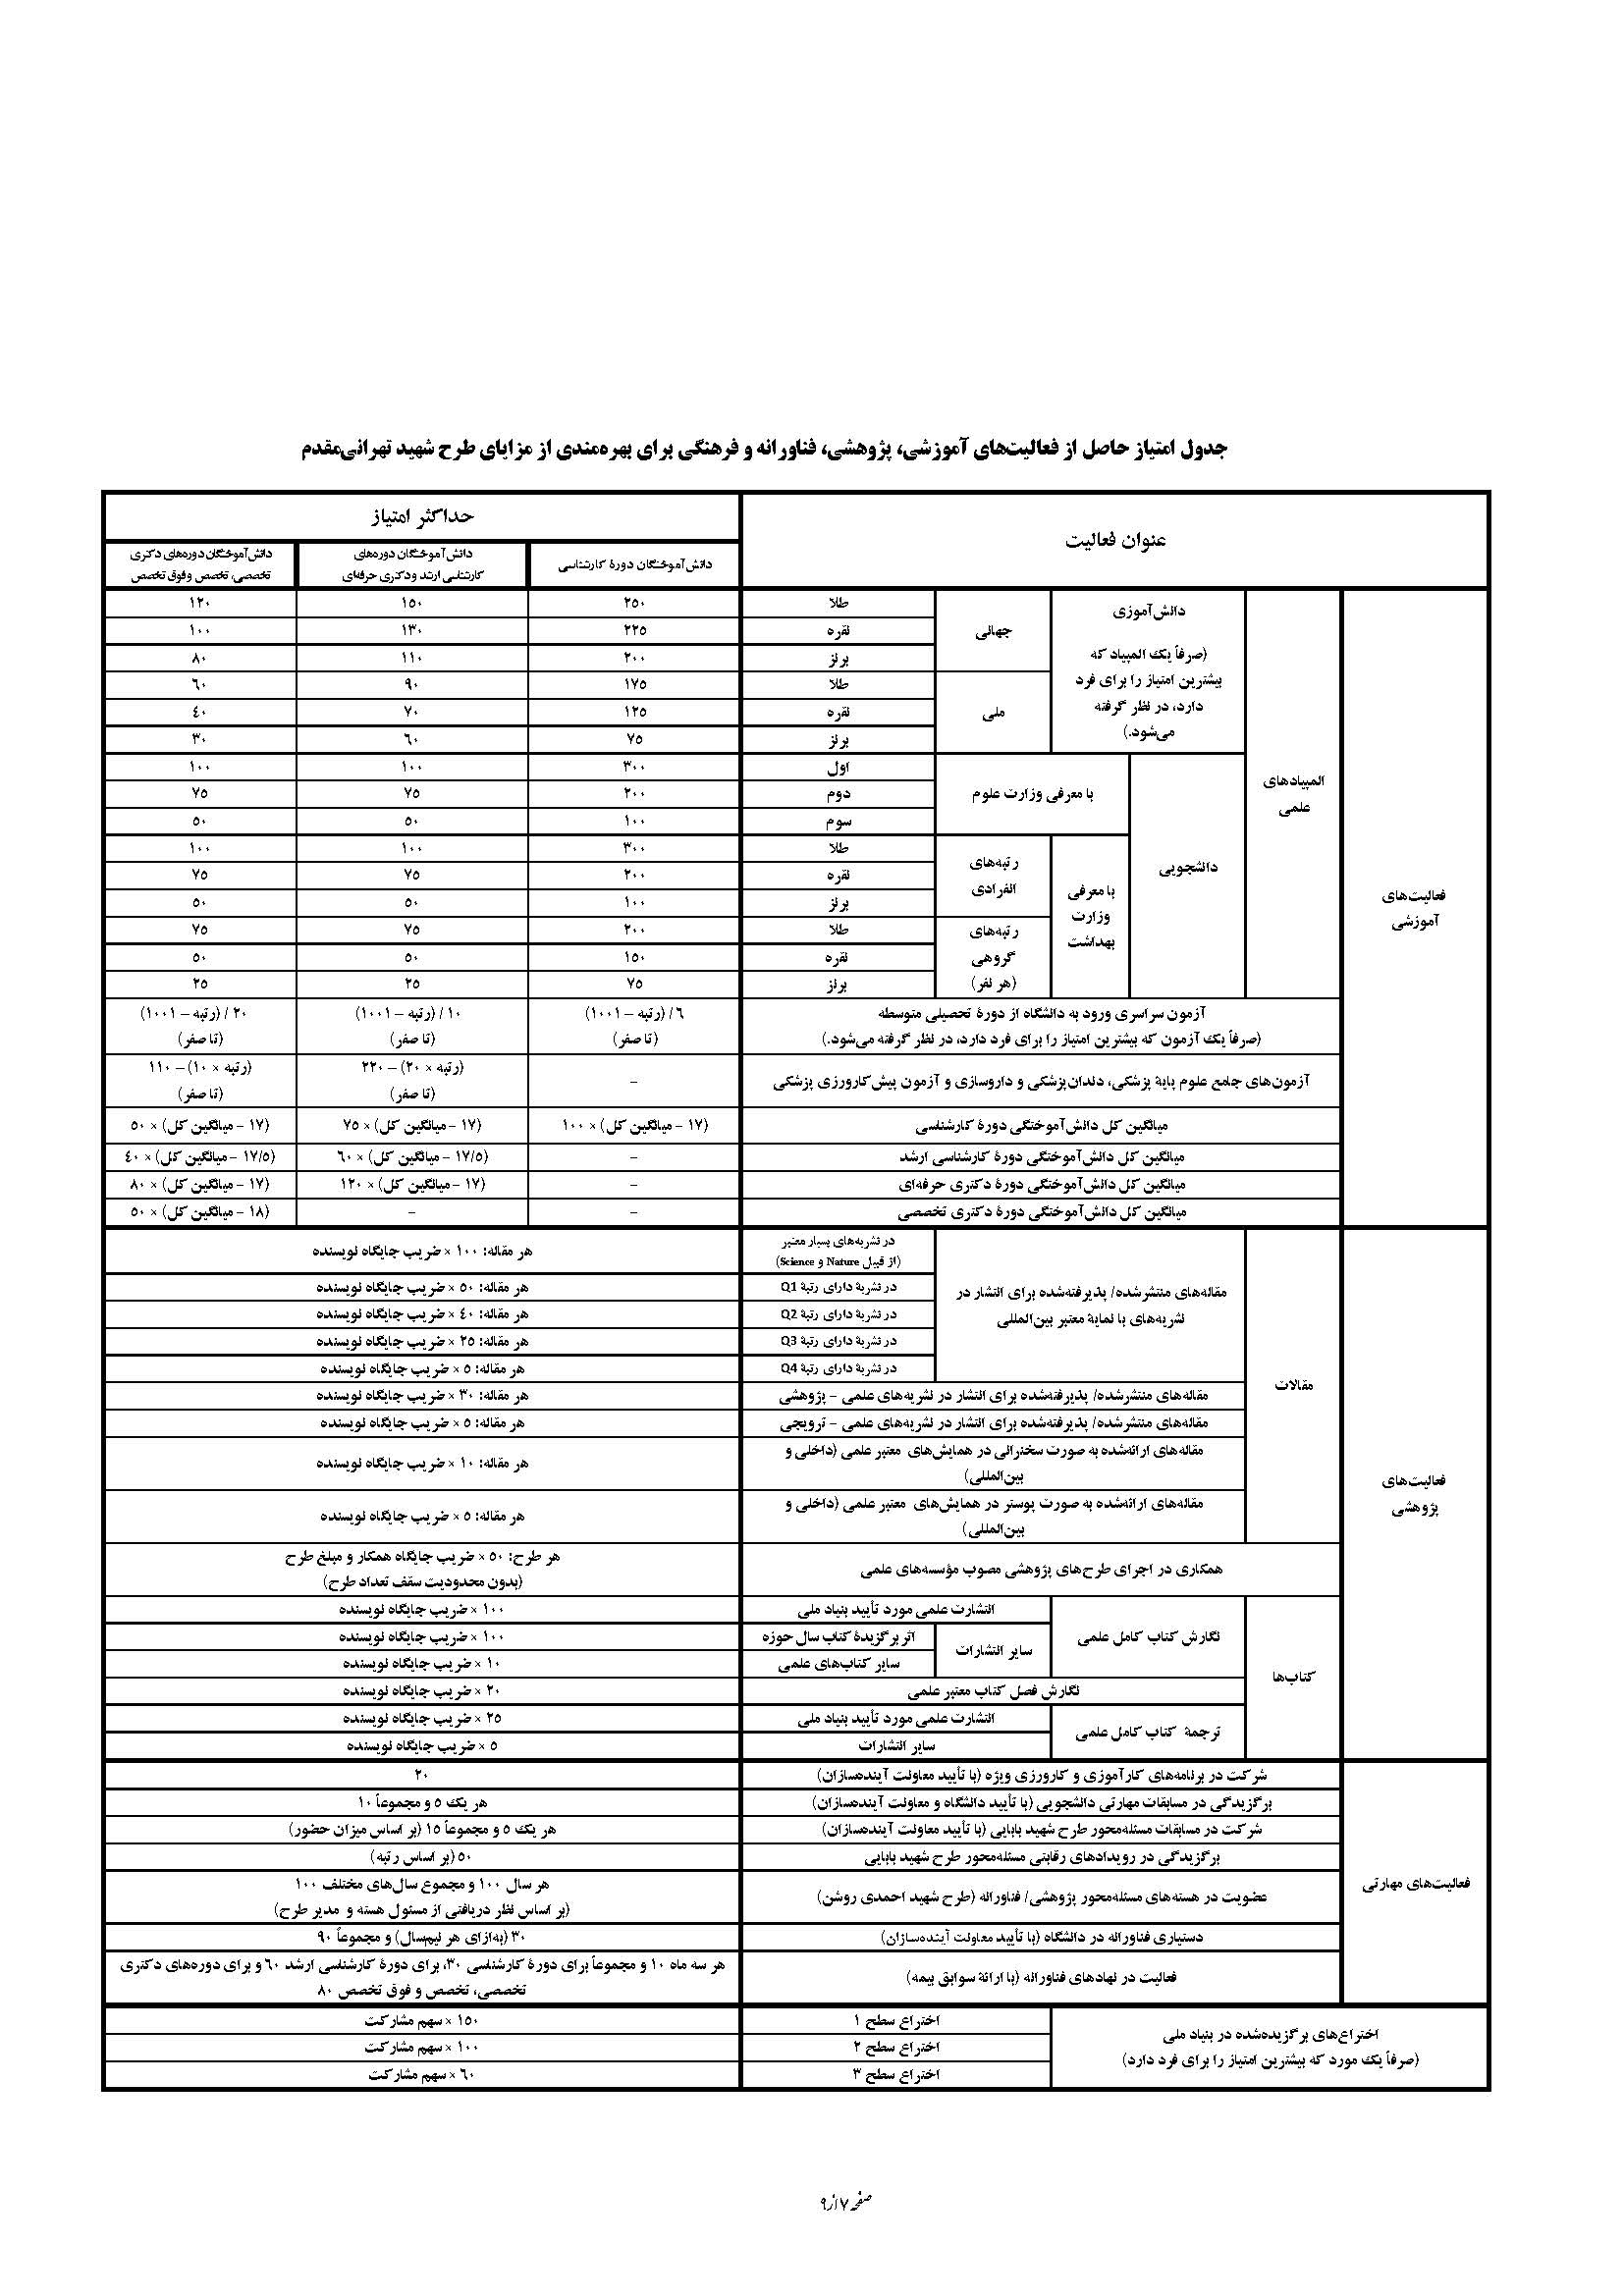 جدول امتیاز حاصل از فعالیت‌های آموزشی، پژوهشی، فناورانه و فرهنگی برای بهره‌مندی از مزایای طرح شهید تهرانی‌مقدم
عنوان فعالیت
حداکثر امتیاز
دانش‌آموختگان دورۀ کارشناسی
دانش‌آموختگان دوره‌های
کارشناسی ارشد و دکتری حرفه‌ای
دانش‌آموختگان دوره‌های دکتری
تخصصی، تخصص و فوق تخصص
فعالیت‌های
آموزشی
المپیادهای
علمی
دانش‌آموزی
(صرفاً یک المپیاد که
بیشترین امتیاز را برای فرد
دارد، در نظر گرفته
می‌شود.)
جهانی
طلا ۲۵۰ ۱۵۰ ۱۲۰
نقره ۲۲۵ ۱۳۰ ۱۰۰
برنز ۲۰۰ ۱۱۰ ۸۰
ملی
طلا ۱۷۵ ۹۰ ۶۰
نقره ۱۲۵ ۷۰ ۴۰
برنز ۷۵ ۶۰ ۳۰
دانشجویی
با معرفی وزارت علوم
اول ۳۰۰ ۱۰۰ ۱۰۰
دوم ۲۰۰ ۷۵ ۷۵
سوم ۱۰۰ ۵۰ ۵۰
با معرفی
وزارت
بهداشت
رتبه‌های
انفرادی
طلا ۳۰۰ ۱۰۰ ۱۰۰
نقره ۲۰۰ ۷۵ ۷۵
برنز ۱۰۰ ۵۰ ۵۰
رتبه‌های
گروهی
(هر نفر)
طلا ۲۰۰ ۷۵ ۷۵
نقره ۱۵۰ ۵۰ ۵۰
برنز ۷۵ ۲۵ ۲۵
آزمون سراسری ورود به دانشگاه از دورۀ تحصیلی متوسطه
(صرفاً یک آزمون که بیشترین امتیاز را برای فرد دارد، در نظر گرفته می‌شود.)
۶ / (رتبه – ۱۰۰۱)
(تا صفر)
۱۰ / (رتبه – ۱۰۰۱)
(تا صفر)
۲۰ / (رتبه – ۱۰۰۱)
(تا صفر)
آزمون‌های جامع علوم پایۀ پزشکی، دندان‌پزشکی و داروسازی و آزمون پیش‌کارورزی پزشکی
–
(رتبه × ۲۰) – ۲۲۰
(تا صفر)
(رتبه × ۱۰) – ۱۱۰
(تا صفر)
میانگین کل دانش‌آموختگی دورۀ کارشناسی
(۱۷ – میانگین کل) × ۱۰۰
(۱۷ – میانگین کل) × ۷۵
(۱۷ – میانگین کل) × ۵۰
میانگین کل دانش‌آموختگی دورۀ کارشناسی ارشد
–
(۱۷/۵ – میانگین کل) × ۶۰
(۱۷/۵ – میانگین کل) × ۴۰
میانگین کل دانش‌آموختگی دورۀ دکتری حرفه‌ای
–
(۱۷ – میانگین کل) × ۱۲۰
(۱۷ – میانگین کل) × ۸۰
میانگین کل دانش‌آموختگی دورۀ دکتری تخصصی
–
–
(۱۸ – میانگین کل) × ۵۰
فعالیت‌های
پژوهشی
مقالات
مقاله‌های منتشرشده/ پذیرفته‌شده برای انتشار در
نشریه‌های با نمایۀ معتبر بین‌المللی
در نشریه‌های بسیار معتبر
(از قبیل Nature و Science)
هر مقاله: ۱۰۰ × ضریب جایگاه نویسنده
در نشریۀ دارای رتبۀ Q1
هر مقاله: ۵۰ × ضریب جایگاه نویسنده
در نشریۀ دارای رتبۀ Q2
هر مقاله: ۴۰ × ضریب جایگاه نویسنده
در نشریۀ دارای رتبۀ Q3
هر مقاله: ۲۵ × ضریب جایگاه نویسنده
در نشریۀ دارای رتبۀ Q4
هر مقاله: ۵ × ضریب جایگاه نویسنده
مقاله‌های منتشرشده/ پذیرفته‌شده برای انتشار در نشریه‌های علمی – پژوهشی
هر مقاله: ۳۰ × ضریب جایگاه نویسنده
مقاله‌های منتشرشده/ پذیرفته‌شده برای انتشار در نشریه‌های علمی – ترویجی
هر مقاله: ۵ × ضریب جایگاه نویسنده
مقاله‌های ارائه‌شده به صورت سخنرانی در همایش‌های معتبر علمی (داخلی و
بین‌المللی)
هر مقاله: ۱۰ × ضریب جایگاه نویسنده
مقاله‌های ارائه‌شده به صورت پوستر در همایش‌های معتبر علمی (داخلی و
بین‌المللی)
هر مقاله: ۵ × ضریب جایگاه نویسنده
همکاری در اجرای طرح‌های پژوهشی مصوب مؤسسه‌های علمی
هر طرح: ۵۰ × ضریب جایگاه همکار و مبلغ طرح
(بدون محدودیت سقف تعداد طرح)
کتاب‌ها
نگارش کتاب کامل علمی
انتشارت علمی مورد تأیید بنیاد ملی
۱۰۰ × ضریب جایگاه نویسنده
سایر انتشارات
اثر برگزیدۀ کتاب سال حوزه
۱۰۰ × ضریب جایگاه نویسنده
سایر کتاب‌های علمی
۱۰ × ضریب جایگاه نویسنده
نگارش فصل کتاب معتبر علمی
۲۰ × ضریب جایگاه نویسنده
ترجمۀ کتاب کامل علمی
انتشارت علمی مورد تأیید بنیاد ملی
۲۵ × ضریب جایگاه نویسنده
سایر انتشارات
۵ × ضریب جایگاه نویسنده
فعالیت‌های مهارتی
شرکت در برنامه‌های کارآموزی و کارورزی ویژه (با تأیید معاونت آینده‌سازان)
۲۰
برگزیدگی در مسابقات مهارتی دانشجویی (با تأیید دانشگاه و معاونت آینده‌سازان)
هر یک ۵ و مجموعاً ۱۰
شرکت در مسابقات مسئله‌محور طرح شهید بابایی (با تأیید معاونت آینده‌سازان)
هر یک ۵ و مجموعاً ۱۵ (بر اساس میزان حضور)
برگزیدگی در رویدادهای رقابتی مسئله‌محور طرح شهید بابایی
۵۰ (بر اساس رتبه)
عضویت در هسته‌های مسئله‌محور پژوهشی/ فناورانه (طرح شهید احمدی روشن)
هر سال ۱۰۰ و مجموع سال‌های مختلف ۱۰۰
(بر اساس نظر دریافتی از مسئول هسته و مدیر طرح)
دستیاری فناورانه در دانشگاه (با تأیید معاونت آینده‌سازان)
۳۰ (به‌ازای هر نیم‌سال) و مجموعاً ۹۰
فعالیت در نهادهای فناورانه (با ارائۀ سوابق بیمه)
هر سه ماه ۱۰ و مجموعاً برای دورۀ کارشناسی ۳۰، برای دورۀ کارشناسی ارشد ۶۰ و برای دوره‌های دکتری
تخصصی، تخصص و فوق تخصص ۸۰
اختراع‌های برگزیده‌شده در بنیاد ملی
(صرفاً یک مورد که بیشترین امتیاز را برای فرد دارد)
اختراع سطح ۱
۱۵۰ × سهم مشارکت
اختراع سطح ۲
۱۰۰ × سهم مشارکت
اختراع سطح ۳
۶۰ × سهم مشارکت
صفحه ۷ از ۹